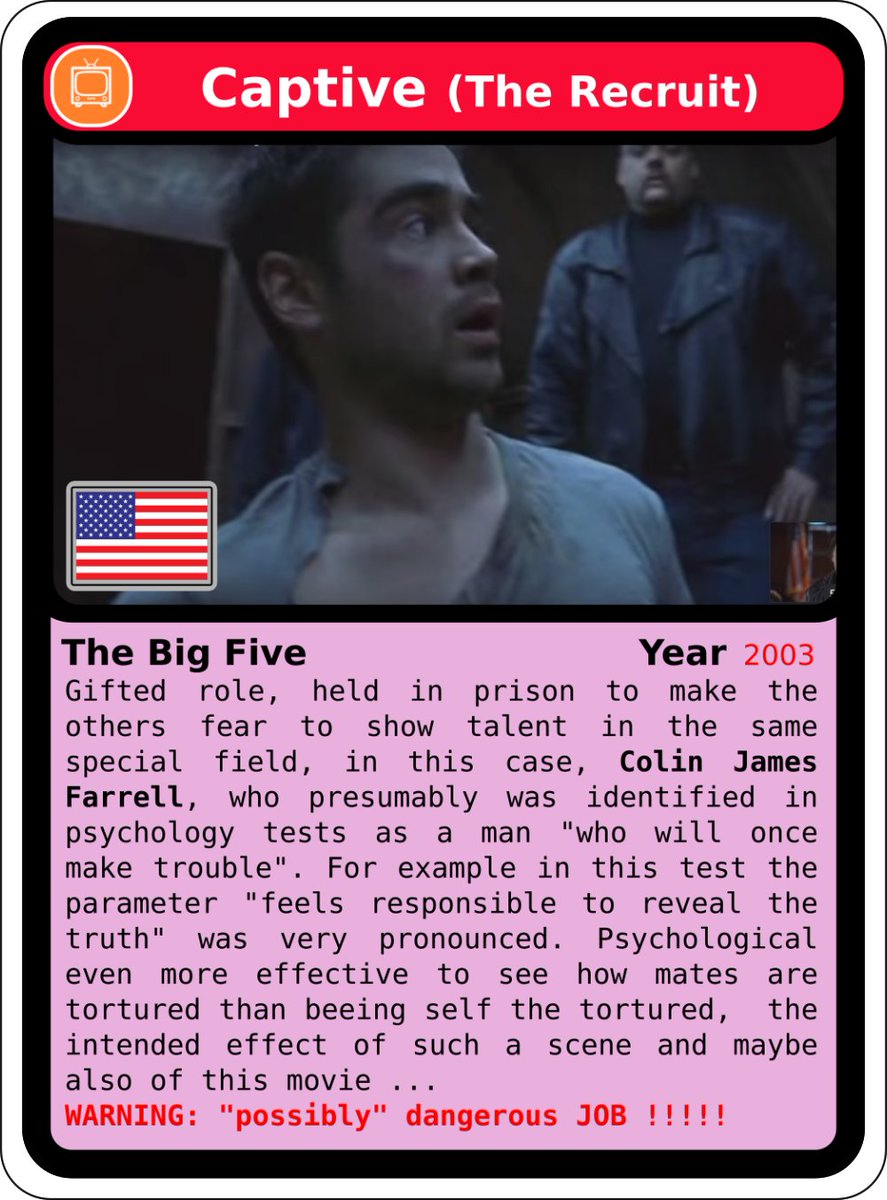 Captive (The Recruit)
The Big Five Year 2003
Gifted role, held in prison to make the
others fear to show talent in the same
special field, in this case, Colin James
Farrell, who presumably was identified in
psychology tests as a man "who will once
make trouble". For example in this test the
parameter "feels responsible to reveal the
truth" was very pronounced. Psychological
even more effective to see how mates are
tortured than beeing self the tortured, the
intended effect of such a scene and maybe
also of this movie ...
WARNING: "possibly" dangerous JOB !!!!!